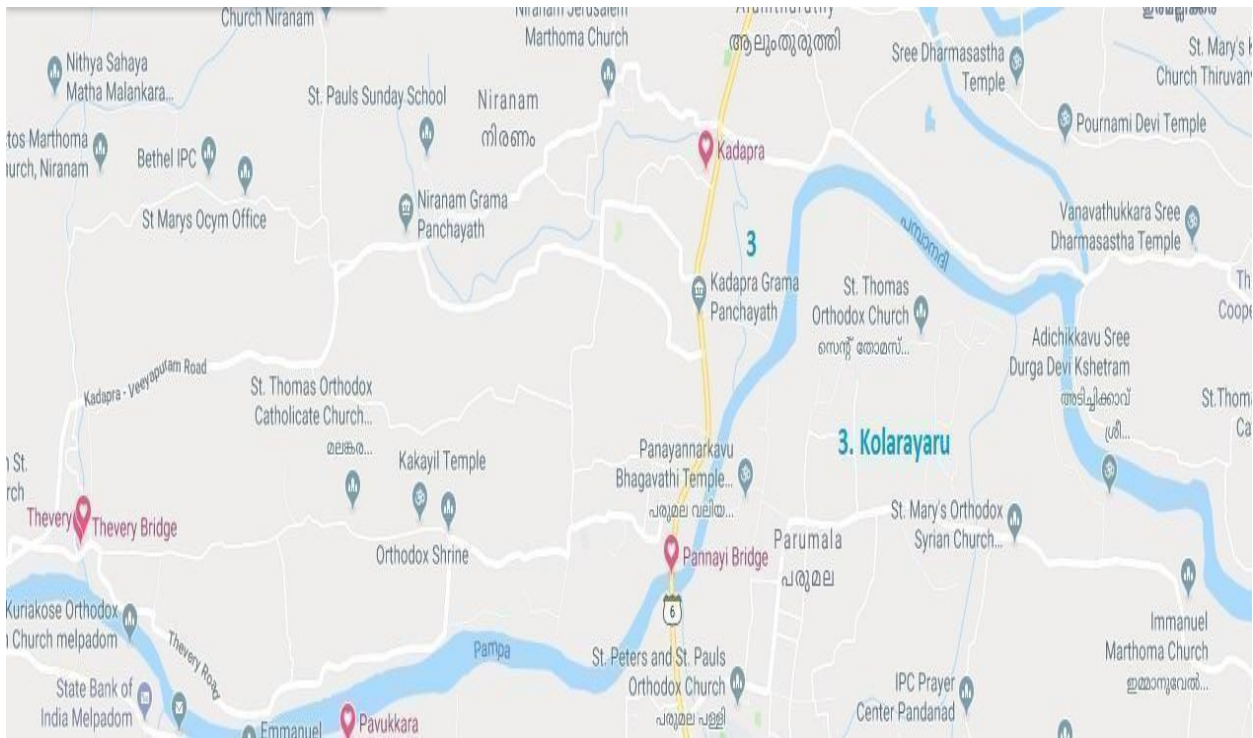 Church Niranam
Niranam Jerusalem
Marthoma Church
ആലുംതുരുത്തി
Nithya Sahaya
Matha Malankara...
St. Pauls Sunday School
Niranam
നിരണം
Sree Dharmasastha
Temple
St. Mary's
Church
Pournami Devi Temple
Marthoma
Church, Niranam
Bethel IPC
Kadapra
St Marys Ocym Office
Niranam Grama
Panchayath
Vanavathukkara Sree
Dharmasastha Temple
പമ്പാനദി
3
Kadapra Grama
Panchayath
St. Thomas
Orthodox Church
സെന്റ് തോമസ്...
Adichikkavu Sree
Durga Devi Kshetram
അടിച്ചിക്കാവ്
ശ്രീ...
Kadapra - Veeyapuram Road
St. Thomas Orthodox
Catholicate Church...
മലങ്കര...
St.Thoma
3. Kolarayaru
Kakayil Temple
Panayannarkavu
Bhagavathi Temple...
പരുമല വലിയ...
Thevery
Thevery Bridge
Orthodox Shrine
St. Mary's Orthodox
Syrian Church...
Pannayi Bridge
Parumala
പരുമല
6
Kuriakose Orthodox
Church melpadom
Thevery Road
Pampa
St. Peters and St. Pauls
Orthodox Church
പരുമല പള്ളി
Immanuel
Marthoma Church
ഇമ്മാനുവേൽ...
State Bank of
India Melpadom
IPC Prayer
Center Pandanad
Emmanuel
Pavukkara